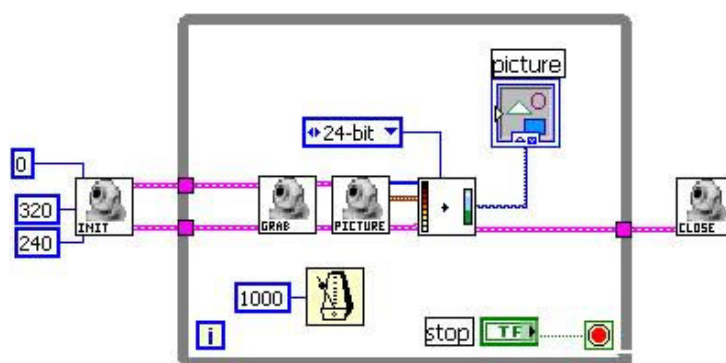 picture
24-bit
0
320
240
INIT
GRAB
PICTURE
CLOSE
1000
i
stop
TF